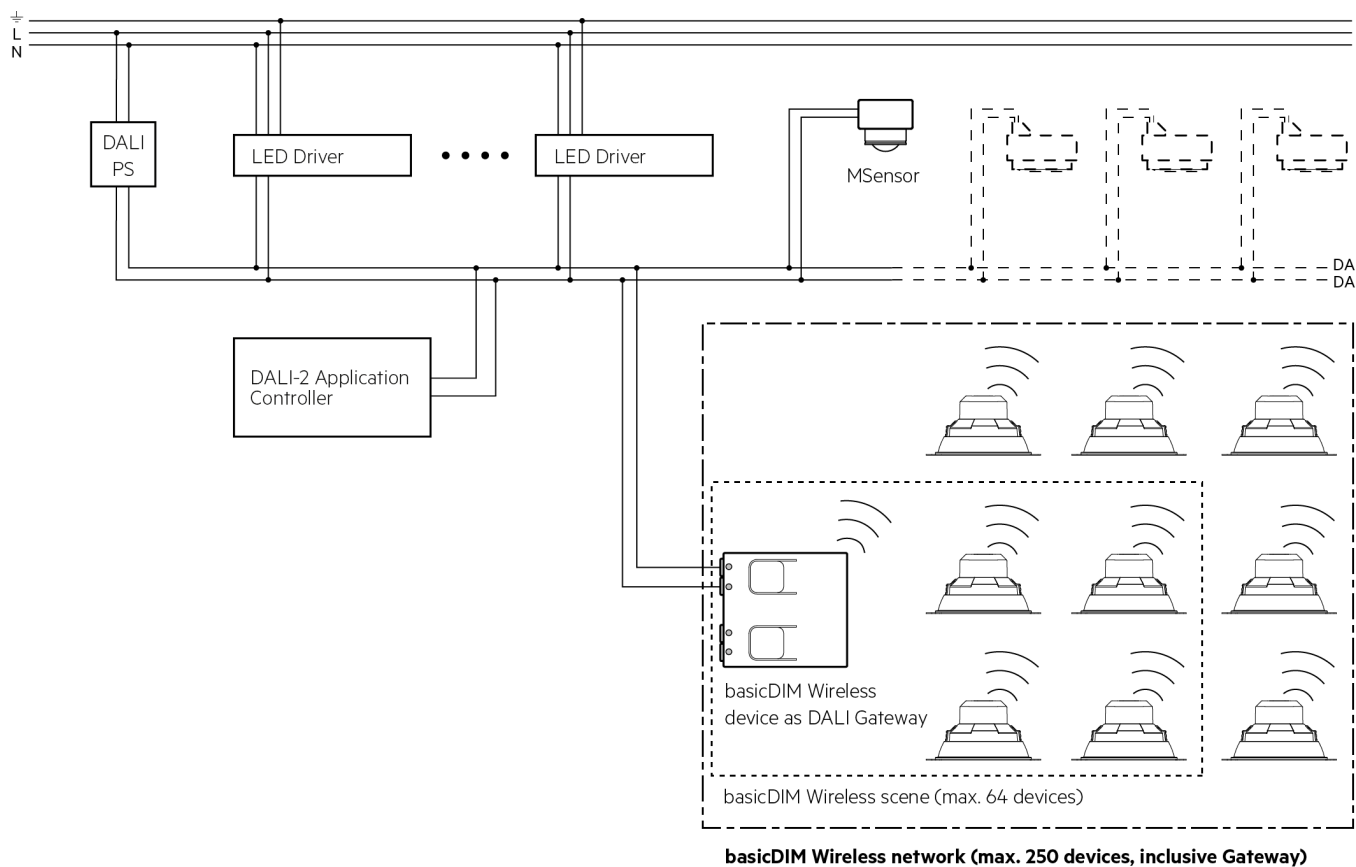 L
N
DALI
PS
LED Driver
LED Driver
MSensor
DA
DA
DALI-2 Application
Controller
basicDIM Wireless
device as DALI Gateway
basicDIM Wireless scene (max. 64 devices)
basicDIM Wireless network (max. 250 devices, inclusive Gateway)